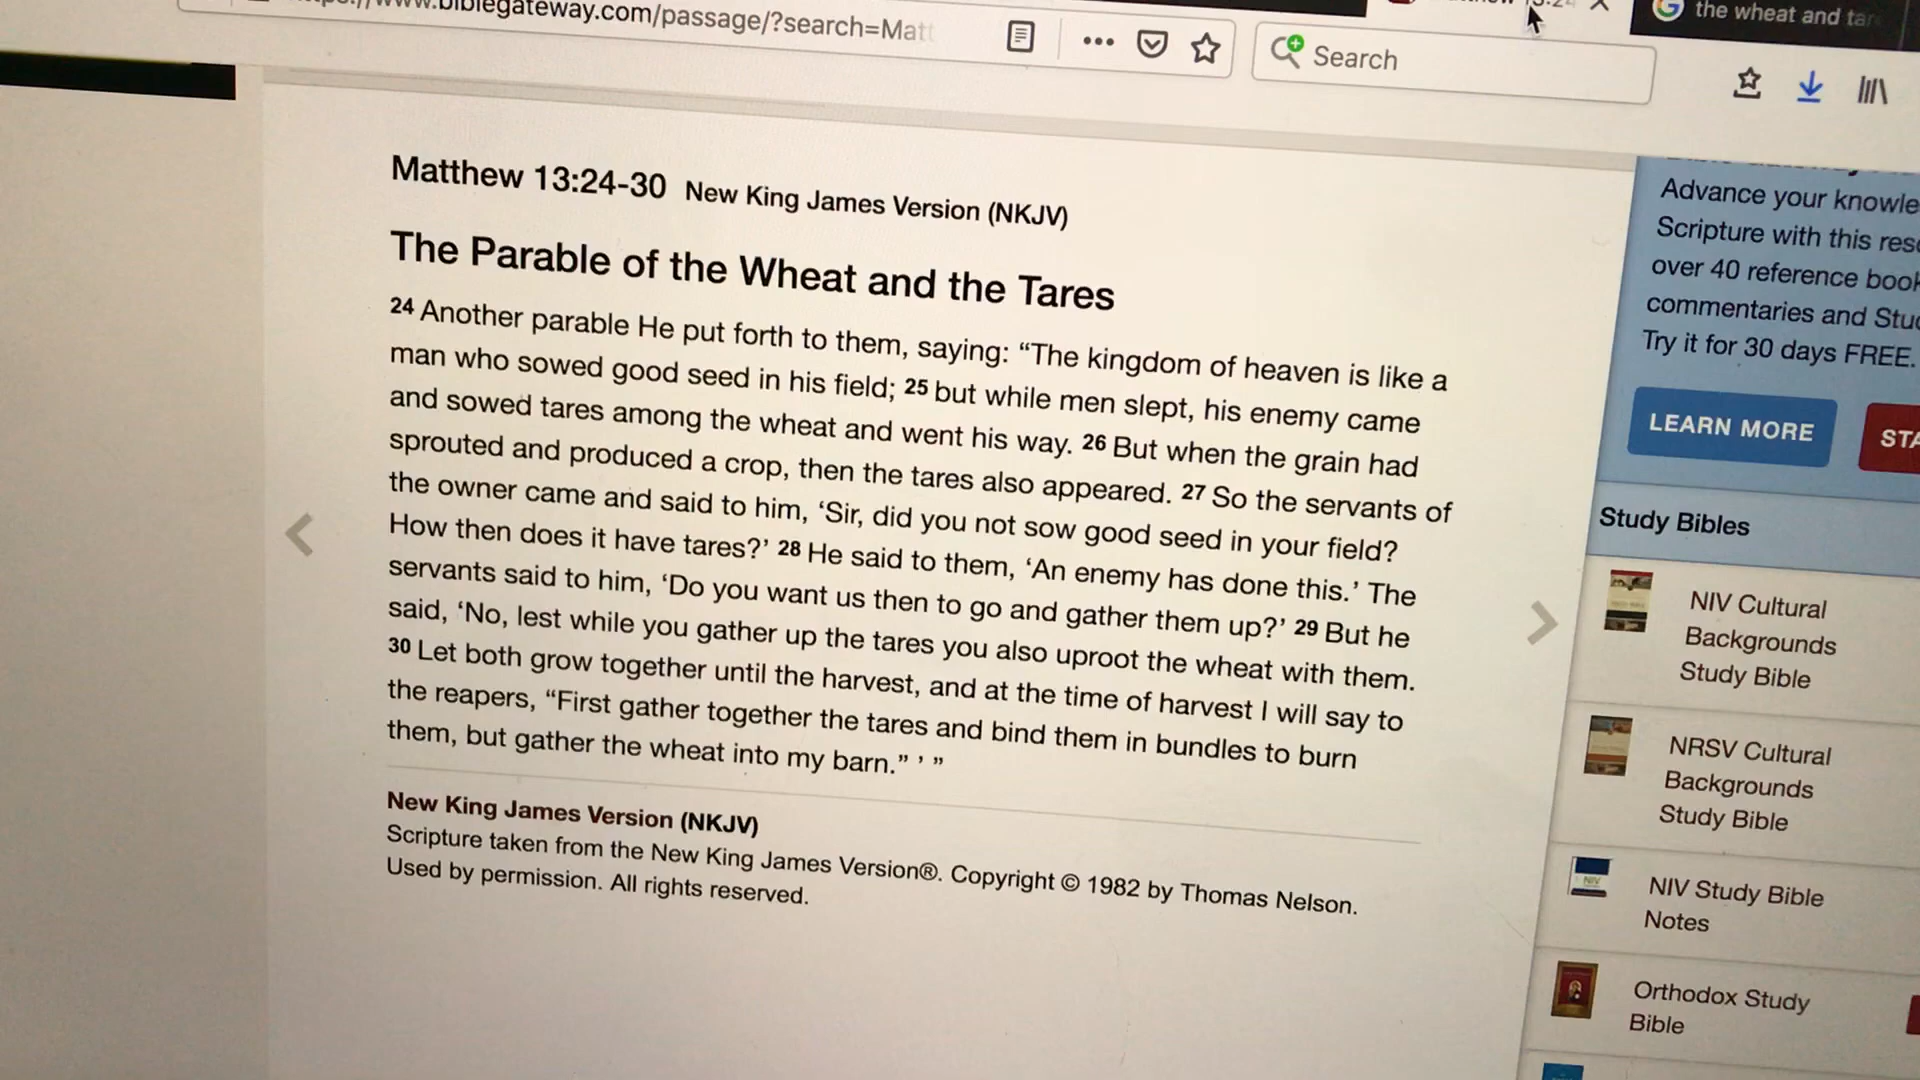 www.biblegateway.com/passage/?search=Matt
Search
the wheat and tar
Matthew 13:24-30 New King James Version (NKJV)
The Parable of the Wheat and the Tares
24 Another parable He put forth to them, saying: “The kingdom of heaven is like a
man who sowed good seed in his field; 25 but while men slept, his enemy came
and sowed tares among the wheat and went his way. 26 But when the grain had
sprouted and produced a crop, then the tares also appeared. 27 So the servants of
the owner came and said to him, ‘Sir, did you not sow good seed in your field?
How then does it have tares?’ 28 He said to them, ‘An enemy has done this.’ The
servants said to him, ‘Do you want us then to go and gather them up?’ 29 But he
said, ‘No, lest while you gather up the tares you also uproot the wheat with them.
30 Let both grow together until the harvest, and at the time of harvest I will say to
the reapers, “First gather together the tares and bind them in bundles to burn
them, but gather the wheat into my barn.” ’ ”
New King James Version (NKJV)
Scripture taken from the New King James Version®. Copyright © 1982 by Thomas Nelson.
Used by permission. All rights reserved.
Advance your knowle
Scripture with this res
over 40 reference book
commentaries and Stu
Try it for 30 days FREE.
LEARN MORE
STA
Study Bibles
NIV Cultural
Backgrounds
Study Bible
NRSV Cultural
Backgrounds
Study Bible
NIV Study Bible
Notes
Orthodox Study
Bible